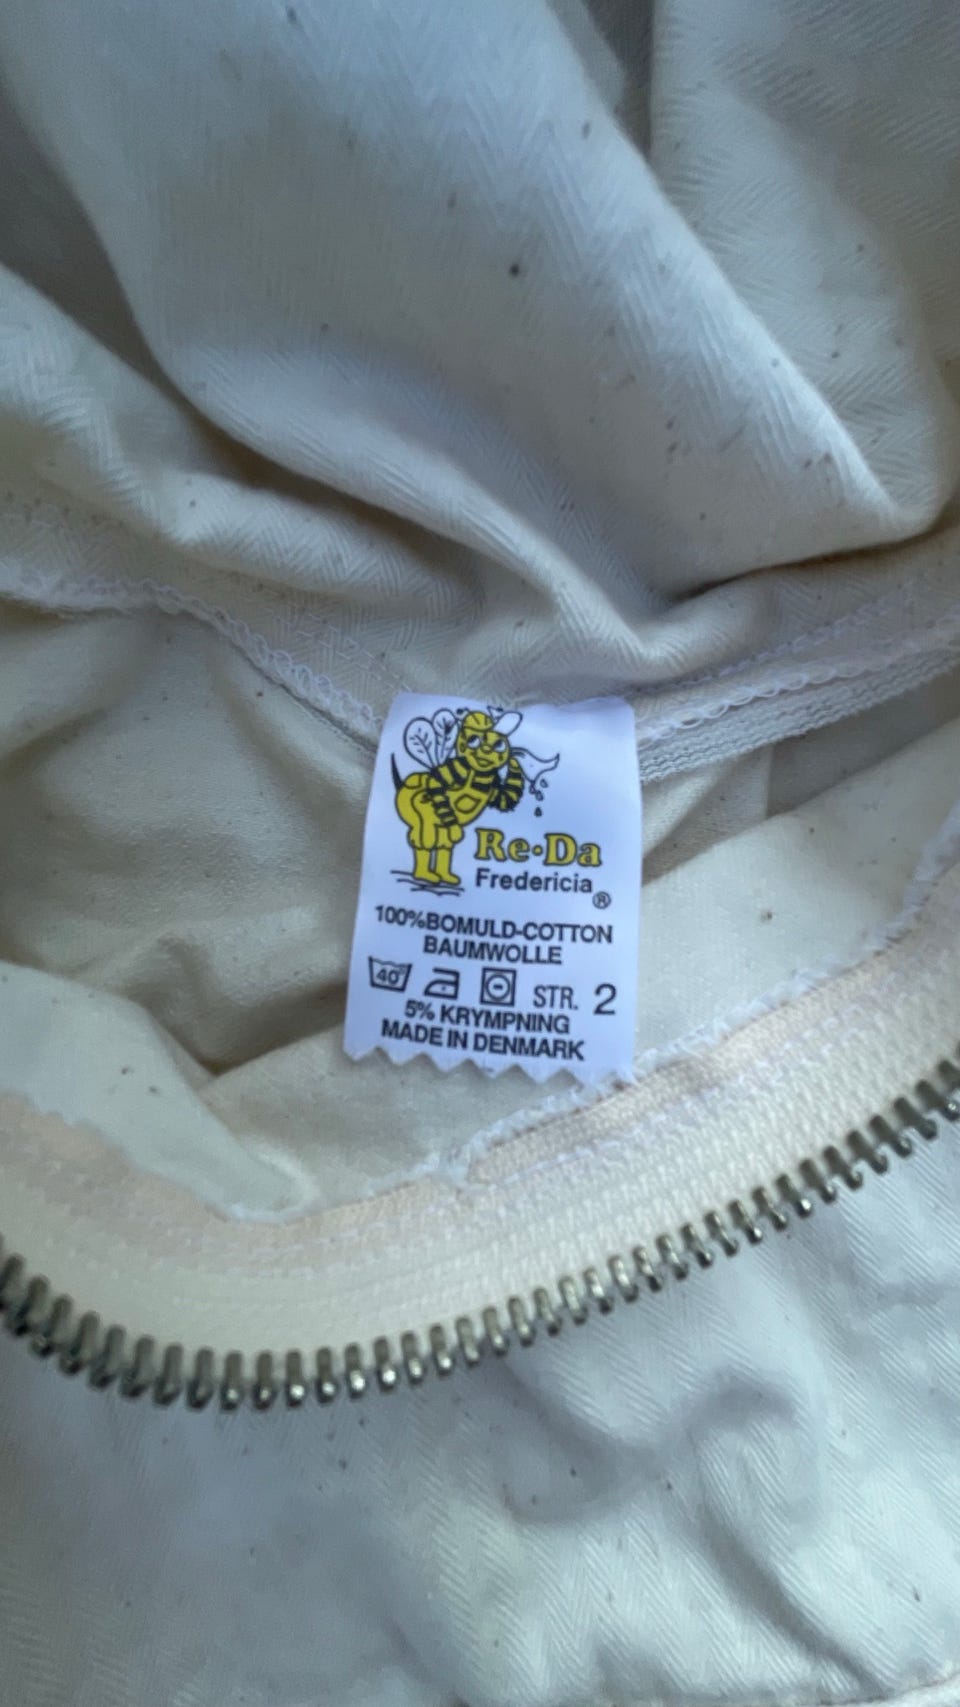 Re·Da
Fredericia ®
100% BOMULD-COTTON
BAUMWOLLE
40° STR. 2
5% KRYMPNING
MADE IN DENMARK